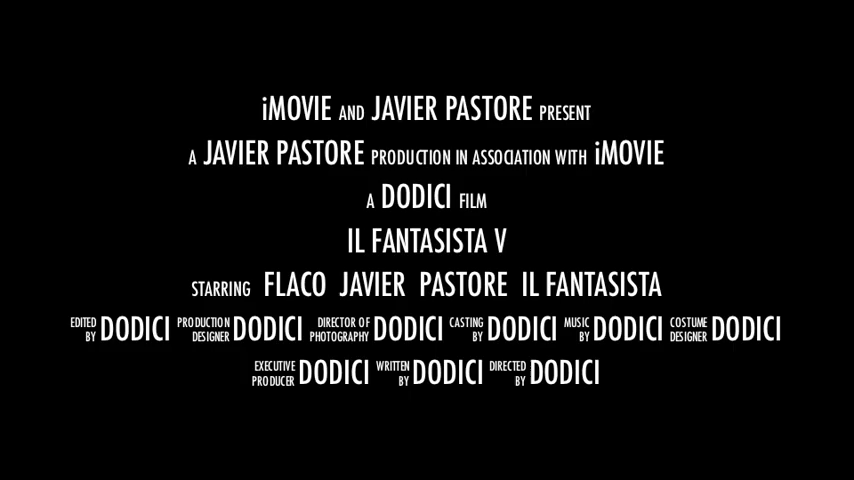 iMOVIE AND JAVIER PASTORE PRESENT
A JAVIER PASTORE PRODUCTION IN ASSOCIATION WITH iMOVIE
A DODICI FILM
IL FANTASISTA V
STARRING FLACO JAVIER PASTORE IL FANTASISTA
EDITED BY DODICI PRODUCTION DESIGNER DODICI DIRECTOR OF PHOTOGRAPHY DODICI CASTING BY DODICI MUSIC BY DODICI COSTUME DESIGNER DODICI
EXECUTIVE PRODUCER DODICI WRITTEN BY DODICI DIRECTED BY DODICI